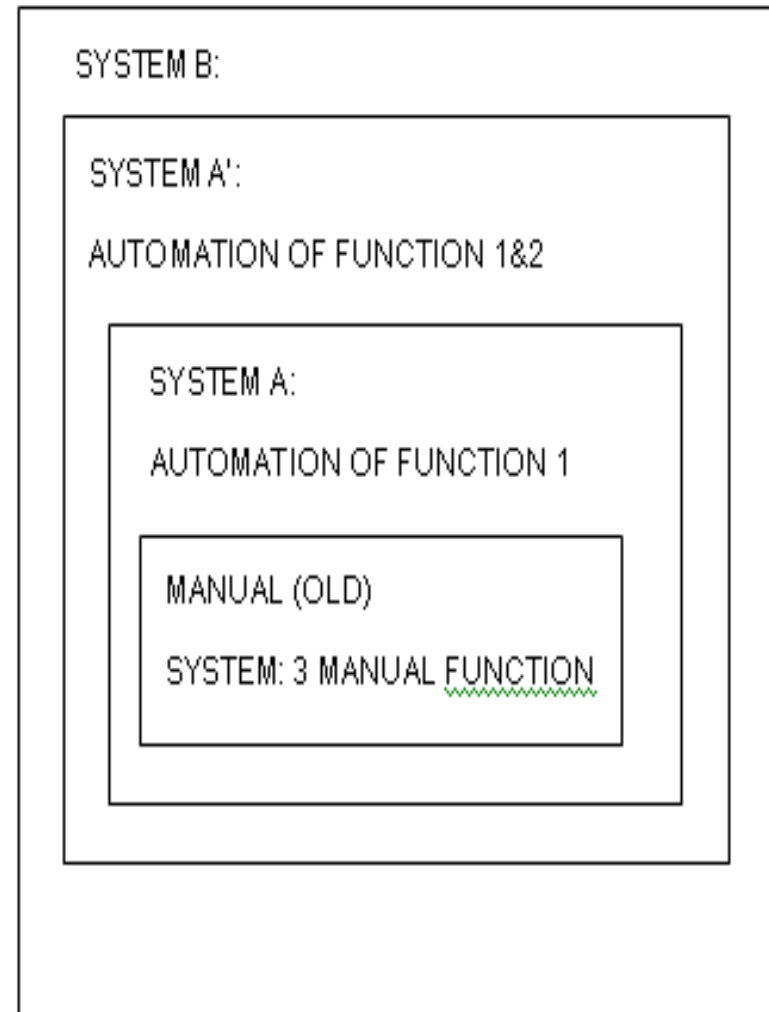 SYSTEM B:
SYSTEM A':
AUTOMATION OF FUNCTION 1&2
SYSTEM A:
AUTOMATION OF FUNCTION 1
MANUAL (OLD)
SYSTEM: 3 MANUAL FUNCTION